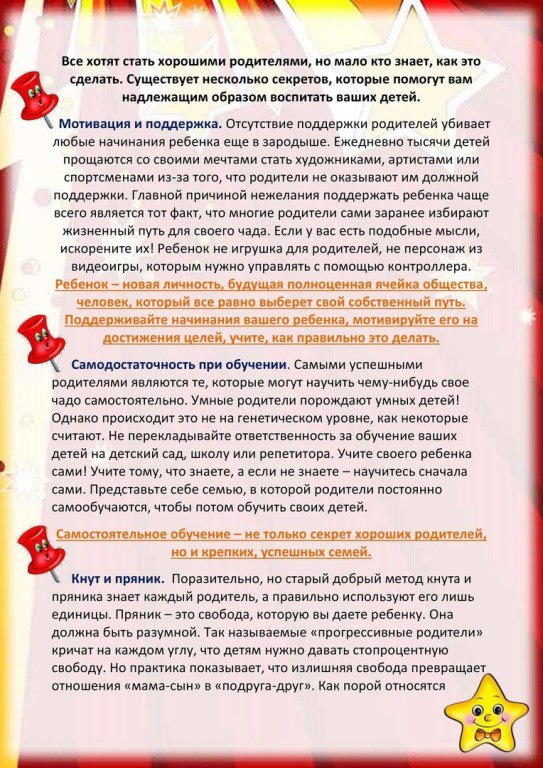 Все хотят стать хорошими родителями, но мало кто знает, как это
сделать. Существует несколько секретов, которые помогут вам
надлежащим образом воспитать ваших детей.
Мотивация и поддержка. Отсутствие поддержки родителей убивает
любые начинания ребенка еще в зародыше. Ежедневно тысячи детей
прощаются со своими мечтами стать художниками, артистами или
спортсменами из-за того, что родители не оказывают им должной
поддержки. Главной причиной нежелания поддержать ребенка чаще
всего является тот факт, что многие родители сами заранее избирают
жизненный путь для своего чада. Если у вас есть подобные мысли,
искорените их! Ребенок не игрушка для родителей, не персонаж из
видеоигры, которым нужно управлять с помощью контроллера.
Ребенок – новая личность, будущая полноценная ячейка общества,
человек, который все равно выберет свой собственный путь.
Поддерживайте начинания вашего ребенка, мотивируйте его на
достижения целей, учите, как правильно это делать.
Самодостаточность при обучении. Самыми успешными
родителями являются те, которые могут научить чему-нибудь свое
чадо самостоятельно. Умные родители порождают умных детей!
Однако происходит это не на генетическом уровне, как некоторые
считают. Не перекладывайте ответственность за обучение ваших
детей на детский сад, школу или репетитора. Учите своего ребенка
сами! Учите тому, что знаете, а если не знаете – научитесь сначала
сами. Представьте себе семью, в которой родители постоянно
самообучаются, чтобы потом обучить своих детей.
Самостоятельное обучение – не только секрет хороших родителей,
но и крепких, успешных семей.
Кнут и пряник. Поразительно, но старый добрый метод кнута и
пряника знает каждый родитель, а правильно используют его лишь
единицы. Пряник – это свобода, которую вы даете ребенку. Она
должна быть разумной. Так называемые «прогрессивные родители»
кричат на каждом углу, что детям нужно давать стопроцентную
свободу. Но практика показывает, что излишняя свобода превращает
отношения «мама-сын» в «подруга-друг». Как порой относятся